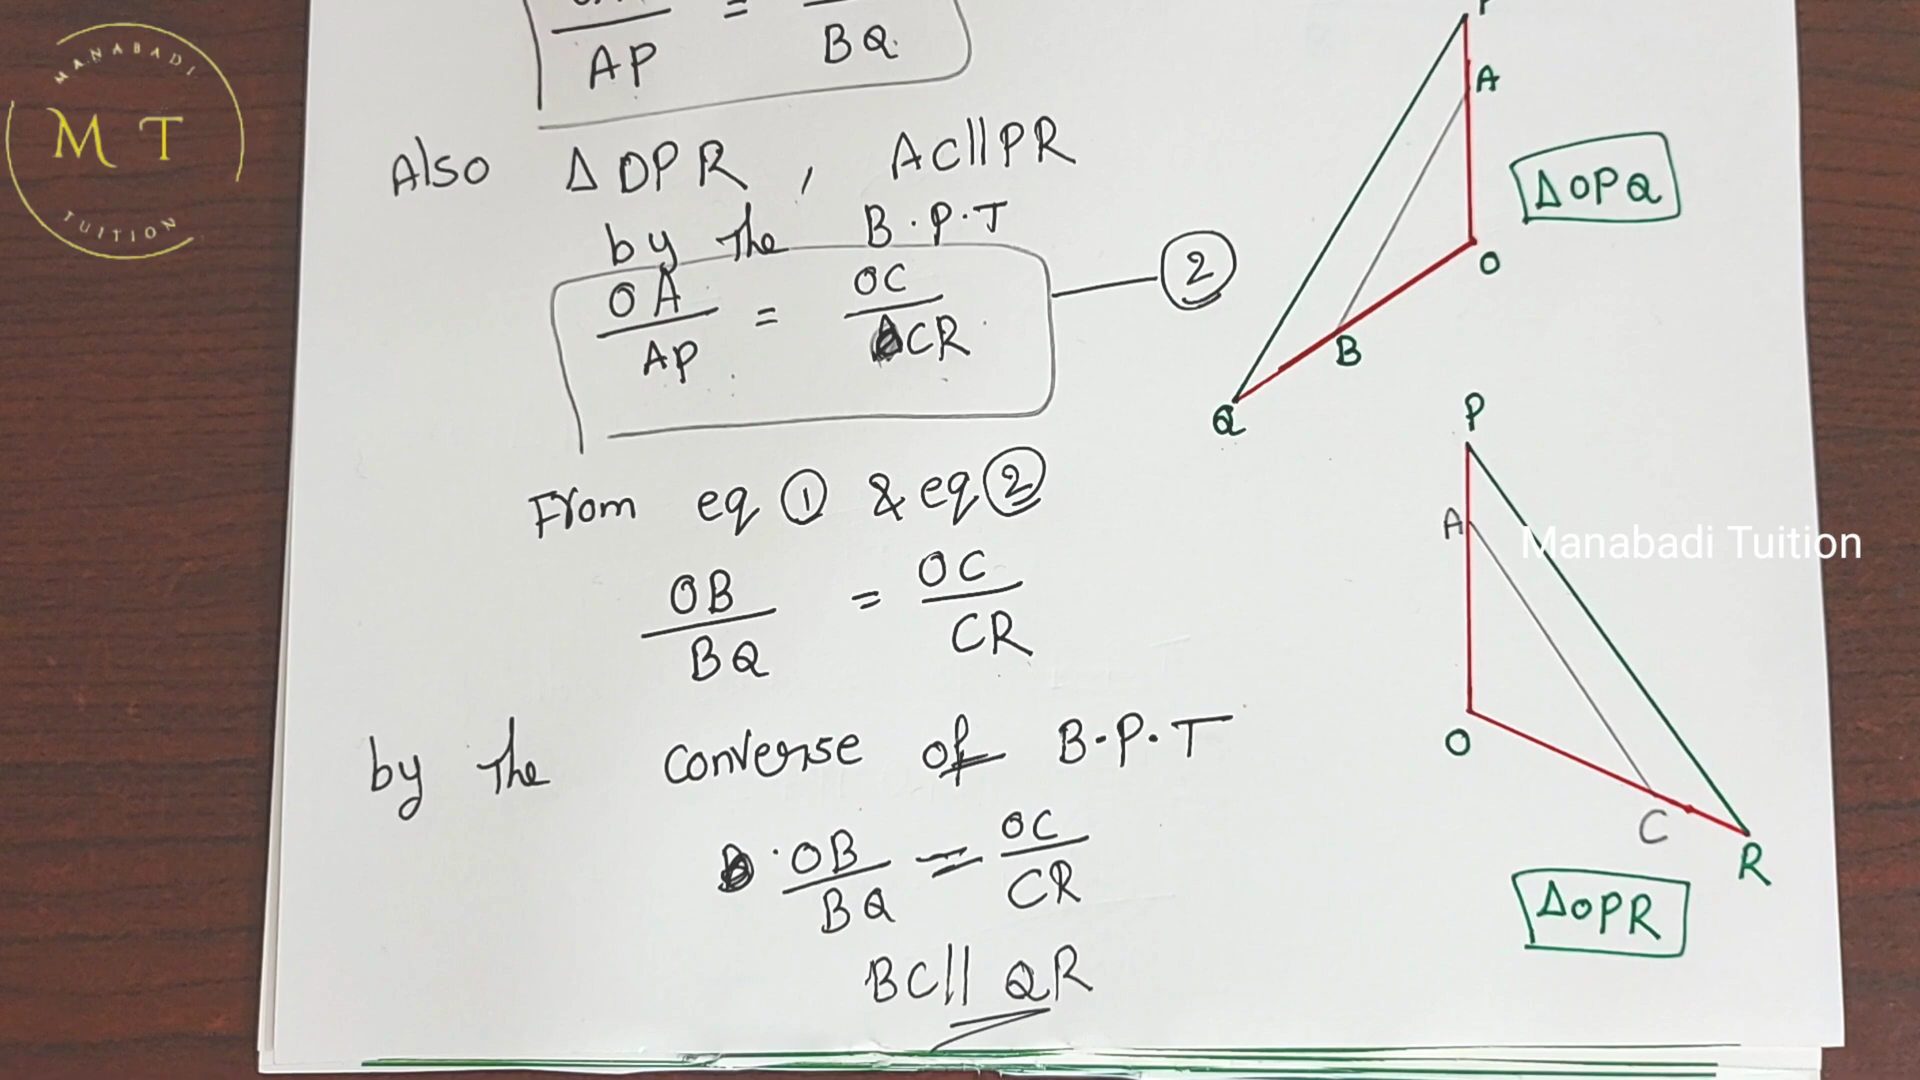 MANABADI
M T
TUITION
AP = BQ
Also Δ OPR , AC||PR
by the B.P.T
OA/AP = OC/CR — ②
From eq ① & eq ②
OB/BQ = OC/CR
by the converse of B.P.T
OB/BQ = OC/CR
BC|| QR
P
A
ΔOPQ
O
B
Q
P
A
Manabadi Tuition
O
C
R
ΔOPR